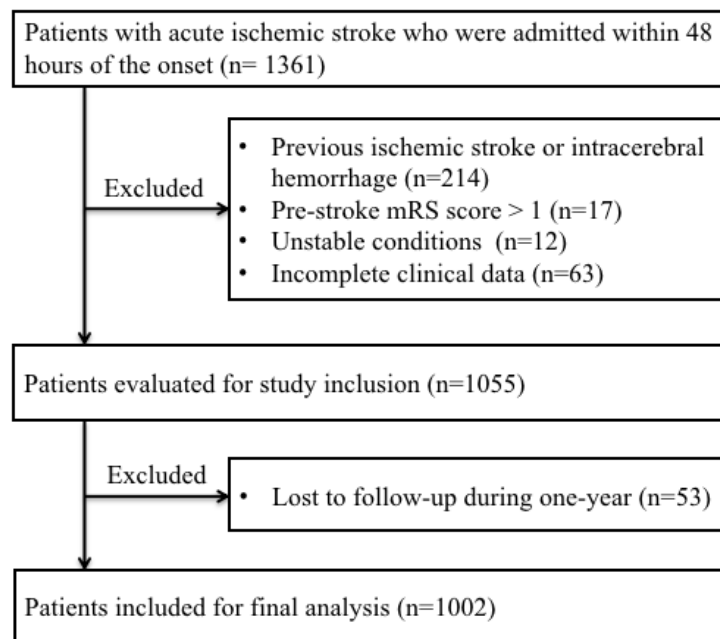 Patients with acute ischemic stroke who were admitted within 48
hours of the onset (n= 1361)
Excluded
• Previous ischemic stroke or intracerebral
hemorrhage (n=214)
• Pre-stroke mRS score > 1 (n=17)
• Unstable conditions (n=12)
• Incomplete clinical data (n=63)
Patients evaluated for study inclusion (n=1055)
Excluded
• Lost to follow-up during one-year (n=53)
Patients included for final analysis (n=1002)